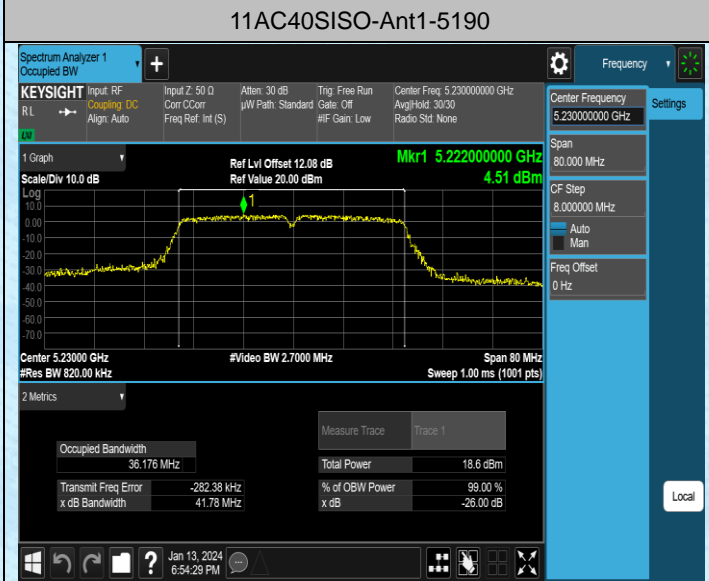 11AC40SISO-Ant1-5190
Spectrum Analyzer 1
Occupied BW
Frequency
KEYSIGHT
R L
LXI
Input: RF
Coupling: DC
Align: Auto
Input Z: 50 Ω
Corr CCorr
Freq Ref: Int (S)
Atten: 30 dB
µW Path: Standard
Trig: Free Run
Gate: Off
#IF Gain: Low
Center Freq: 5.230000000 GHz
Avg|Hold: 30/30
Radio Std: None
Center Frequency
5.230000000 GHz
Settings
Span
80.000 MHz
CF Step
8.000000 MHz
Auto
Man
Freq Offset
0 Hz
1 Graph
Ref Lvl Offset 12.08 dB
Mkr1 5.222000000 GHz
Scale/Div 10.0 dB
Ref Value 20.00 dBm
4.51 dBm
Log
10.0
0.00
-10.0
-20.0
-30.0
-40.0
-50.0
-60.0
-70.0
1
Center 5.23000 GHz
#Video BW 2.7000 MHz
Span 80 MHz
#Res BW 820.00 kHz
Sweep 1.00 ms (1001 pts)
2 Metrics
Measure Trace
Trace 1
Occupied Bandwidth
36.176 MHz
Total Power
18.6 dBm
Transmit Freq Error
-282.38 kHz
% of OBW Power
99.00 %
x dB Bandwidth
41.78 MHz
x dB
-26.00 dB
Local
Jan 13, 2024
6:54:29 PM